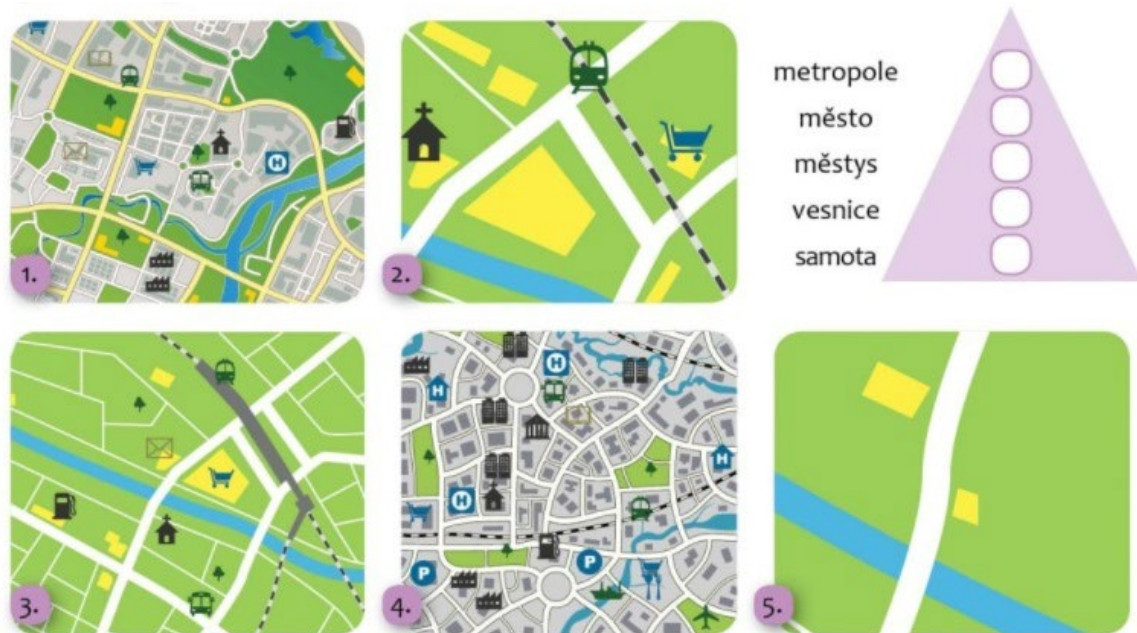 metropole
město
městys
vesnice
samota
1.
2.
H
3.
4.
H
H
H
H
P
P
5.